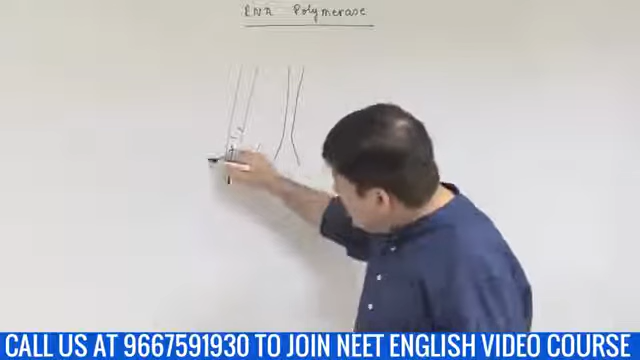 RNA Polymerase
CALL US AT 9667591930 TO JOIN NEET ENGLISH VIDEO COURSE